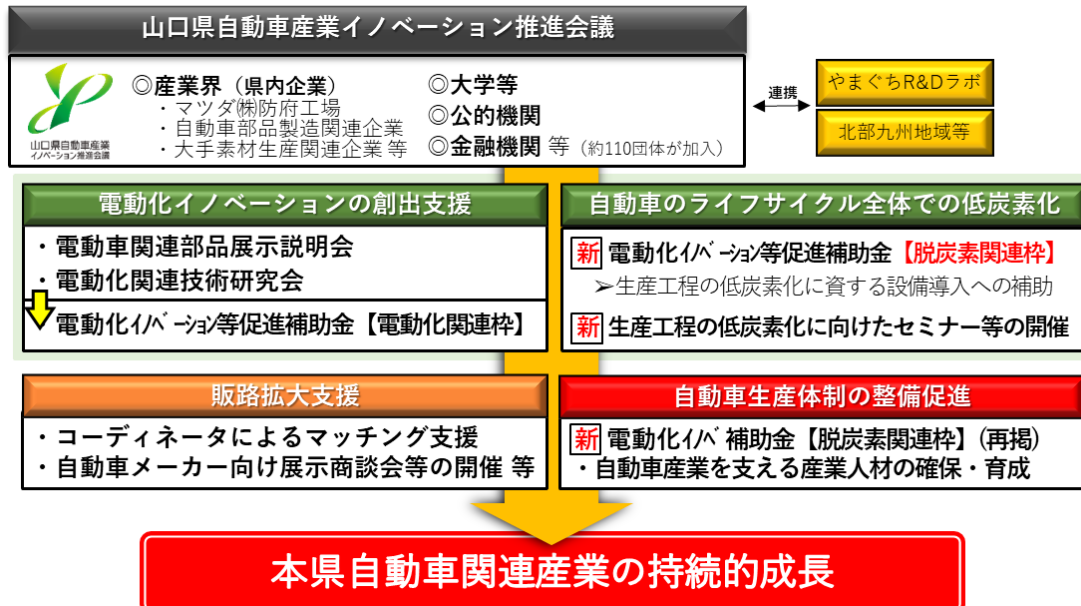 山口県自動車産業イノベーション推進会議
山口県自動車産業
イノベーション推進会議
◎産業界（県内企業）
・マツダ㈱防府工場
・自動車部品製造関連企業
・大手素材生産関連企業 等
◎大学等
◎公的機関
◎金融機関 等（約110団体が加入）
連携
やまぐちR&Dラボ
北部九州地域等
電動化イノベーションの創出支援
・電動車関連部品展示説明会
・電動化関連技術研究会
電動化ｲﾉﾍﾞｰｼｮﾝ等促進補助金【電動化関連枠】
自動車のライフサイクル全体での低炭素化
新 電動化ｲﾉﾍﾞｰｼｮﾝ等促進補助金【脱炭素関連枠】
➢生産工程の低炭素化に資する設備導入への補助
新 生産工程の低炭素化に向けたセミナー等の開催
販路拡大支援
・コーディネータによるマッチング支援
・自動車メーカー向け展示商談会等の開催 等
自動車生産体制の整備促進
新 電動化ｲﾉﾍﾞ補助金【脱炭素関連枠】(再掲)
・自動車産業を支える産業人材の確保・育成
本県自動車関連産業の持続的成長